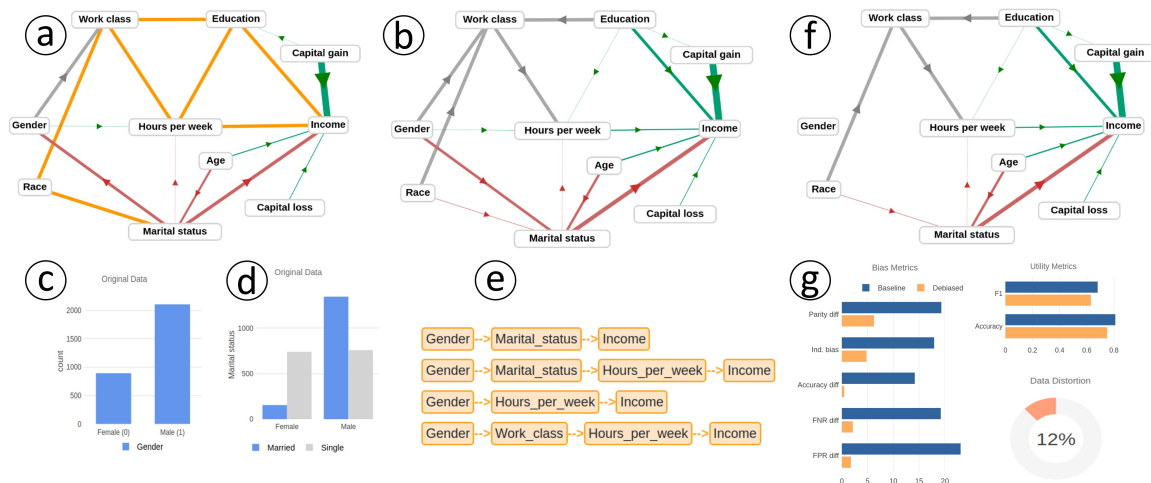 a
Work class
Education
Capital gain
Gender
Hours per week
Income
Age
Race
Capital loss
Marital status
b
Work class
Education
Capital gain
Gender
Hours per week
Income
Age
Race
Capital loss
Marital status
f
Work class
Education
Capital gain
Gender
Hours per week
Income
Age
Race
Capital loss
Marital status
c
Original Data
count
2000
1500
1000
500
0
Female (0)
Male (1)
Gender
d
Original Data
Marital status
1000
500
0
Female
Male
Married
Single
e
Gender --> Marital_status --> Income
Gender --> Marital_status --> Hours_per_week --> Income
Gender --> Hours_per_week --> Income
Gender --> Work_class --> Hours_per_week --> Income
g
Bias Metrics
Baseline
Debiased
Parity diff
Ind. bias
Accuracy diff
FNR diff
FPR diff
0
5
10
15
20
Utility Metrics
F1
Accuracy
0
0.2
0.4
0.6
0.8
Data Distortion
12%